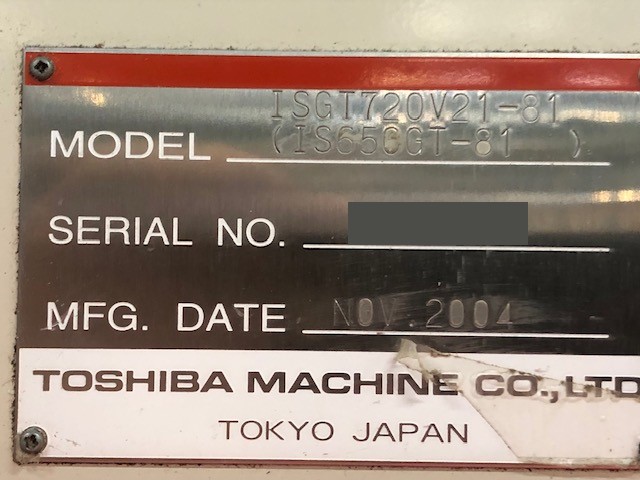 ISGT720V21-81
MODEL (IS650GT-81 )
SERIAL NO.
MFG. DATE NOV. 2004
TOSHIBA MACHINE CO.,LTD
TOKYO JAPAN